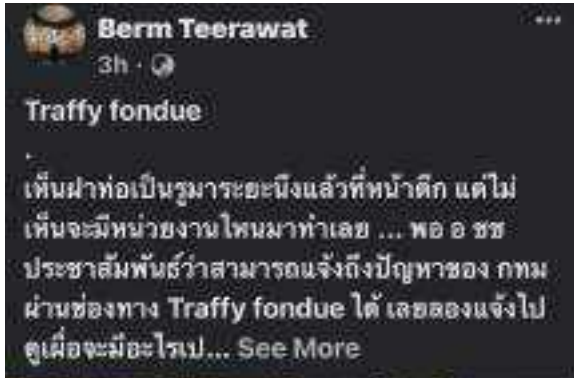 Berm Teerawat
3h
Traffy fondue
.
เห็นฝาท่อเป็นรูมาระยะนึงแล้วที่หน้าตึก แต่ไม่
เห็นจะมีหน่วยงานไหนมาทำเลย ... พอ อ ชช
ประชาสัมพันธ์ว่าสามารถแจ้งถึงปัญหาของ กทม
ผ่านช่องทาง Traffy fondue ได้ เลยลองแจ้งไป
ดูเผื่อจะมีอะไรเป... See More